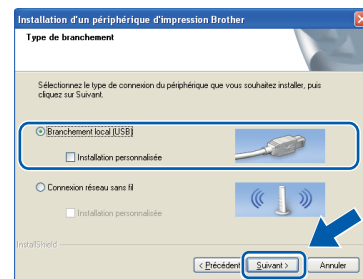 Installation d'un périphérique d'impression Brother
Type de branchement
Sélectionnez le type de connexion du périphérique que vous souhaitez installer, puis
cliquez sur Suivant.
Branchement local (USB)
Installation personnalisée
Connexion réseau sans fil
Installation personnalisée
InstallShield
< Précédent
Suivant >
Annuler